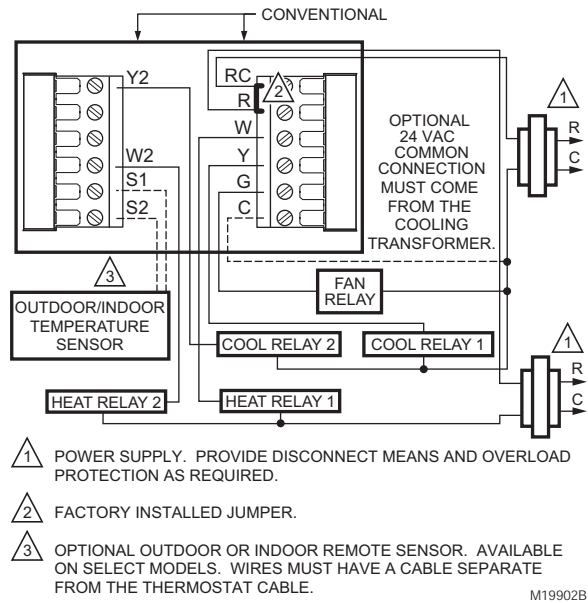 CONVENTIONAL
Y2
W2
S1
S2
RC
R
W
Y
G
C
2
OPTIONAL
24 VAC
COMMON
CONNECTION
MUST COME
FROM THE
COOLING
TRANSFORMER.
1
R
C
3
OUTDOOR/INDOOR
TEMPERATURE
SENSOR
FAN
RELAY
COOL RELAY 2
COOL RELAY 1
1
R
C
HEAT RELAY 2
HEAT RELAY 1
1 POWER SUPPLY. PROVIDE DISCONNECT MEANS AND OVERLOAD
PROTECTION AS REQUIRED.
2 FACTORY INSTALLED JUMPER.
3 OPTIONAL OUTDOOR OR INDOOR REMOTE SENSOR. AVAILABLE
ON SELECT MODELS. WIRES MUST HAVE A CABLE SEPARATE
FROM THE THERMOSTAT CABLE.
M19902B